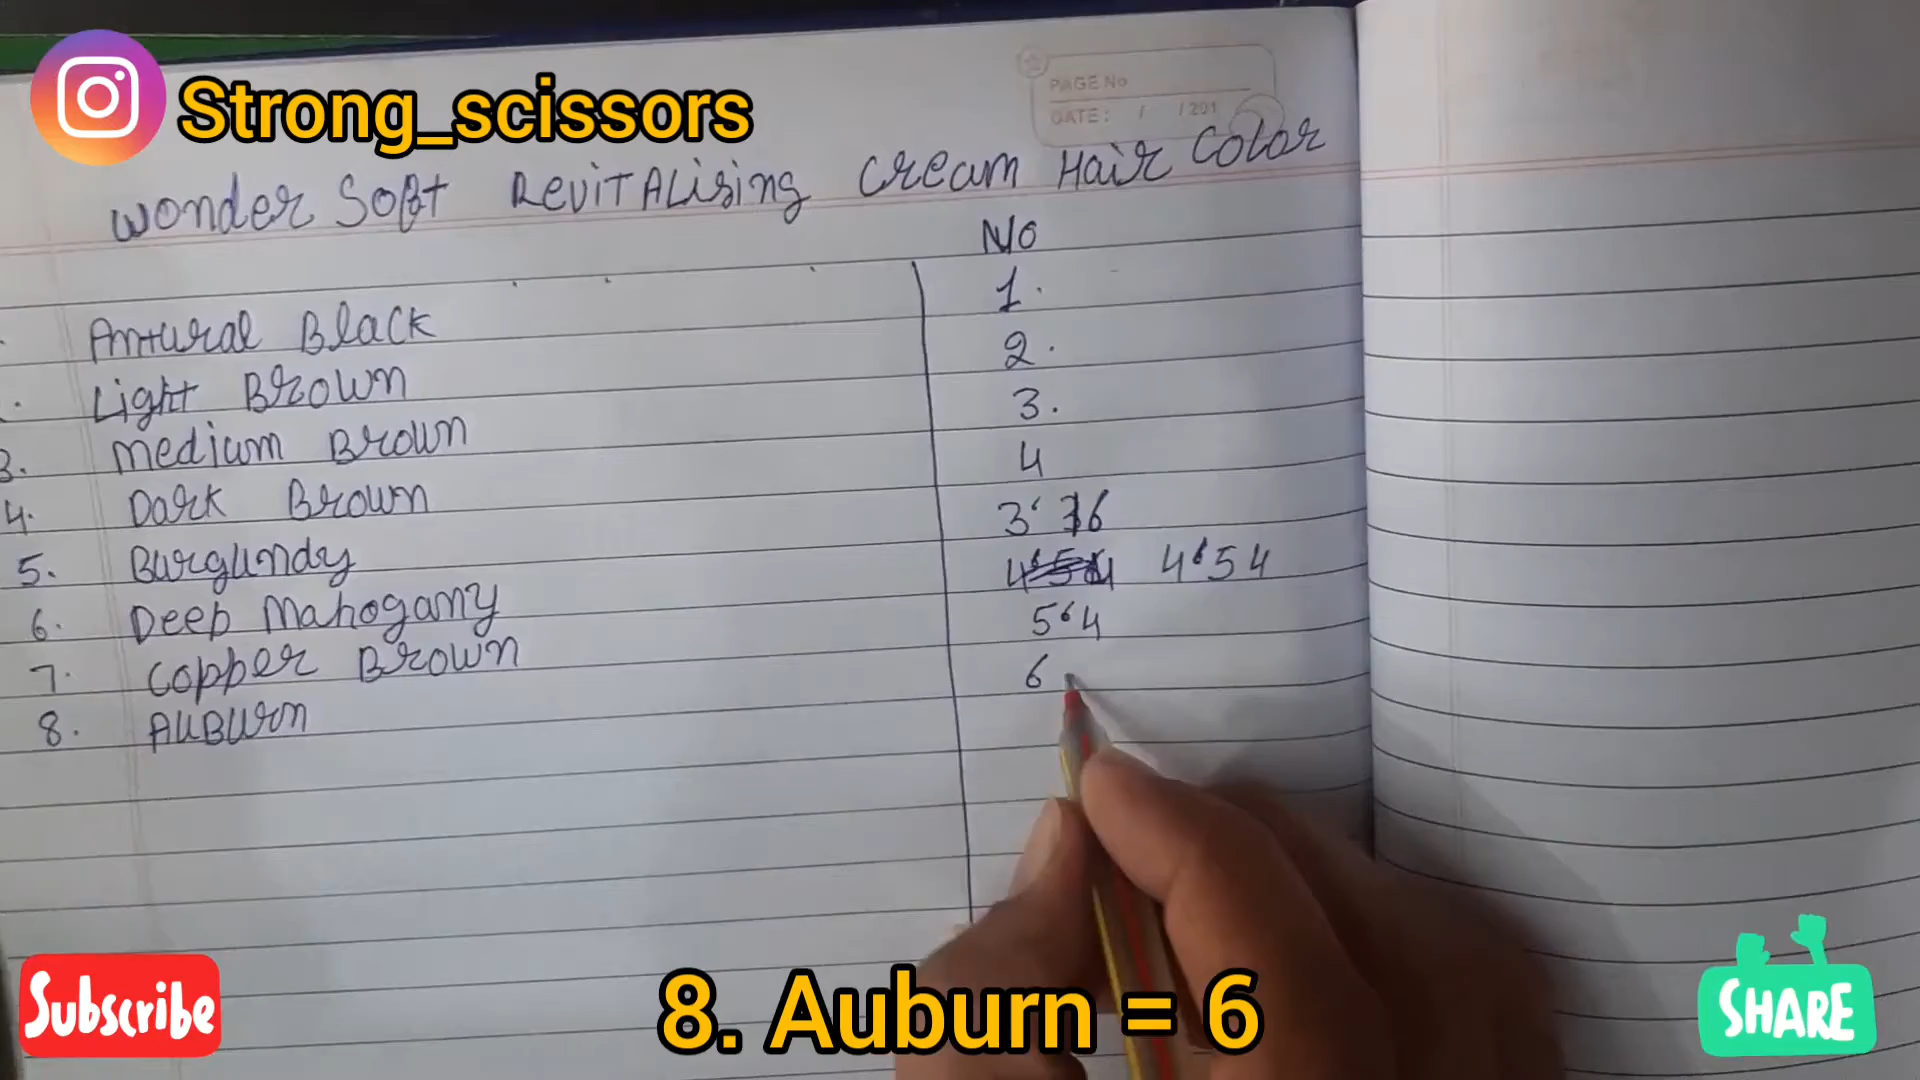 Strong_scissors
PAGE No
DATE: / /201
Wonder Soft Revitalising Cream Hair Color
No
Antural Black 1.
Light Brown 2.
3. Medium Brown 3.
4. Dark Brown 4
5. Burgundy 3'16
6. Deep Mahogany 4'54
7. Copper Brown 5'4
8. Auburn 6
Subscribe
8. Auburn = 6
SHARE